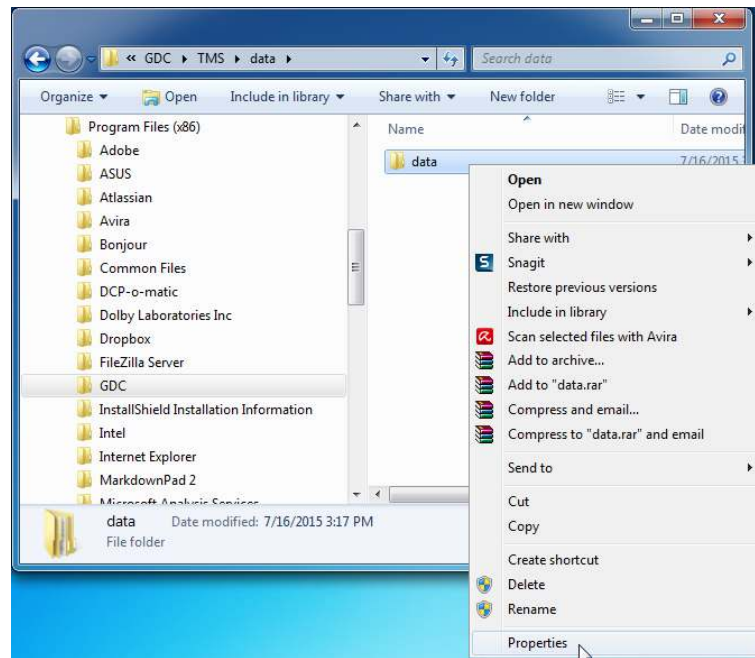 « GDC ▸ TMS ▸ data ▸
Search data
Organize Open Include in library Share with New folder
Program Files (x86)
Adobe
ASUS
Atlassian
Avira
Bonjour
Common Files
DCP-o-matic
Dolby Laboratories Inc
Dropbox
FileZilla Server
GDC
InstallShield Installation Information
Intel
Internet Explorer
MarkdownPad 2
Microsoft Analysis Services
Name Date modif
data 7/16/2015
Open
Open in new window
Share with
Snagit
Restore previous versions
Include in library
Scan selected files with Avira
Add to archive...
Add to "data.rar"
Compress and email...
Compress to "data.rar" and email
Send to
Cut
Copy
Create shortcut
Delete
Rename
Properties
data Date modified: 7/16/2015 3:17 PM
File folder